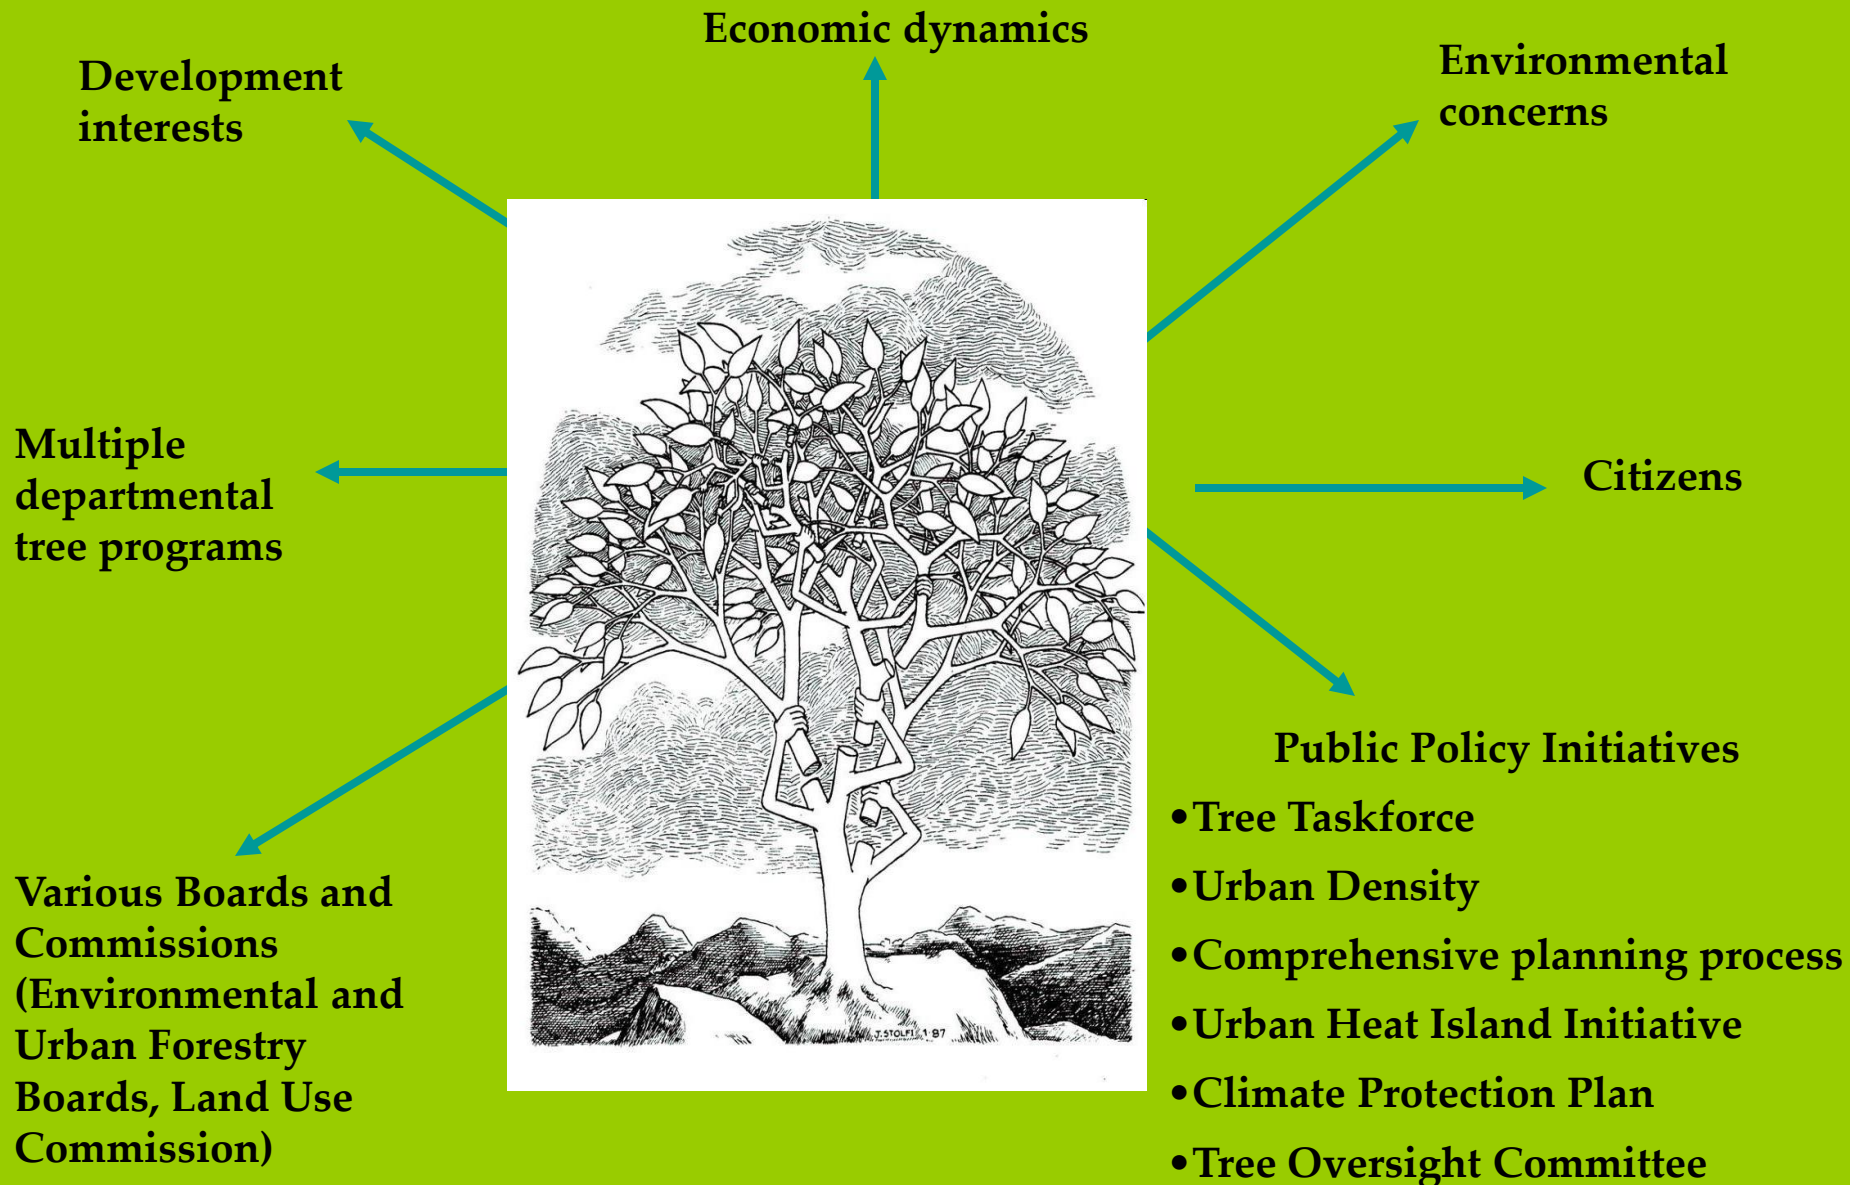 Economic dynamics
Development
interests
Environmental
concerns
Multiple
departmental
tree programs
Citizens
Various Boards and
Commissions
(Environmental and
Urban Forestry
Boards, Land Use
Commission)
Public Policy Initiatives
•Tree Taskforce
•Urban Density
•Comprehensive planning process
•Urban Heat Island Initiative
•Climate Protection Plan
•Tree Oversight Committee
J. STOLFI 1·87